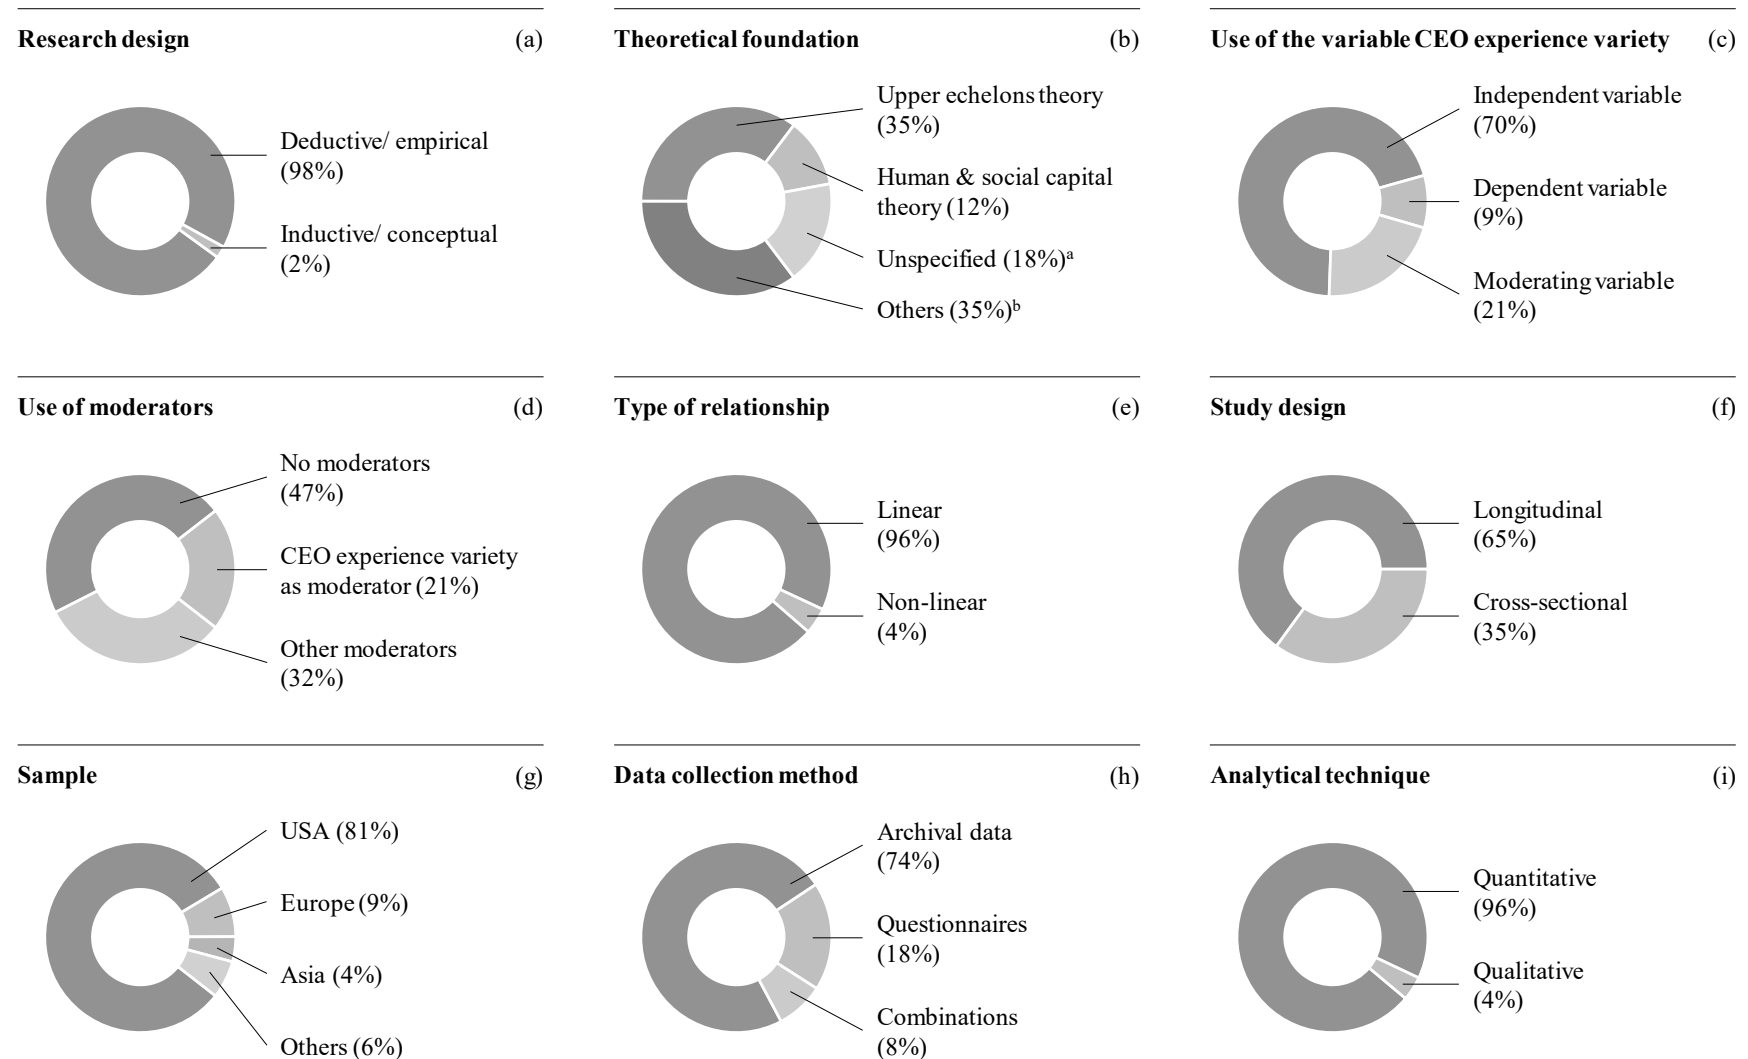 Research design (a)
Deductive/ empirical
(98%)
Inductive/ conceptual
(2%)
Theoretical foundation (b)
Upper echelons theory
(35%)
Human & social capital
theory (12%)
Unspecified (18%)ᵃ
Others (35%)ᵇ
Use of the variable CEO experience variety (c)
Independent variable
(70%)
Dependent variable
(9%)
Moderating variable
(21%)
Use of moderators (d)
No moderators
(47%)
CEO experience variety
as moderator (21%)
Other moderators
(32%)
Type of relationship (e)
Linear
(96%)
Non-linear
(4%)
Study design (f)
Longitudinal
(65%)
Cross-sectional
(35%)
Sample (g)
USA (81%)
Europe (9%)
Asia (4%)
Others (6%)
Data collection method (h)
Archival data
(74%)
Questionnaires
(18%)
Combinations
(8%)
Analytical technique (i)
Quantitative
(96%)
Qualitative
(4%)